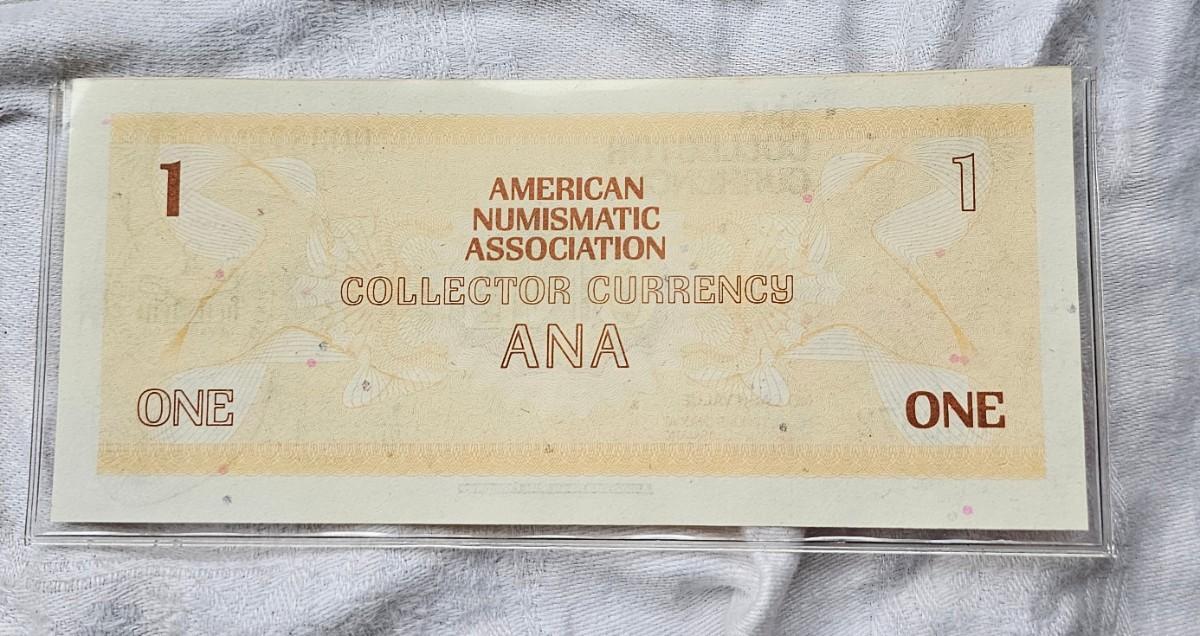 1 1
AMERICAN
NUMISMATIC
ASSOCIATION
COLLECTOR CURRENCY
ANA
ONE ONE